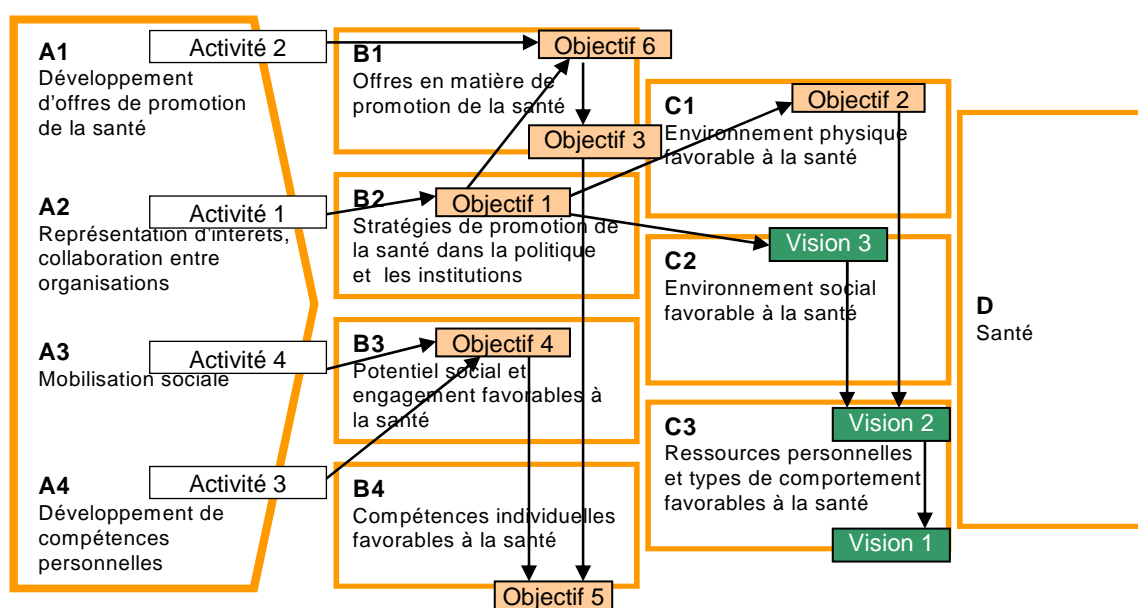 A1
Activité 2
Développement
d'offres de promotion
de la santé
A2
Activité 1
Représentation d'intérêts,
collaboration entre
organisations
A3
Activité 4
Mobilisation sociale
A4
Activité 3
Développement de
compétences
personnelles
B1
Objectif 6
Offres en matière de
promotion de la santé
Objectif 3
B2
Objectif 1
Stratégies de promotion de
la santé dans la politique
et les institutions
B3
Objectif 4
Potentiel social et
engagement favorables à
la santé
B4
Compétences individuelles
favorables à la santé
Objectif 5
C1
Objectif 2
Environnement physique
favorable à la santé
C2
Vision 3
Environnement social
favorable à la santé
C3
Vision 2
Ressources personnelles
et types de comportement
favorables à la santé
Vision 1
D
Santé